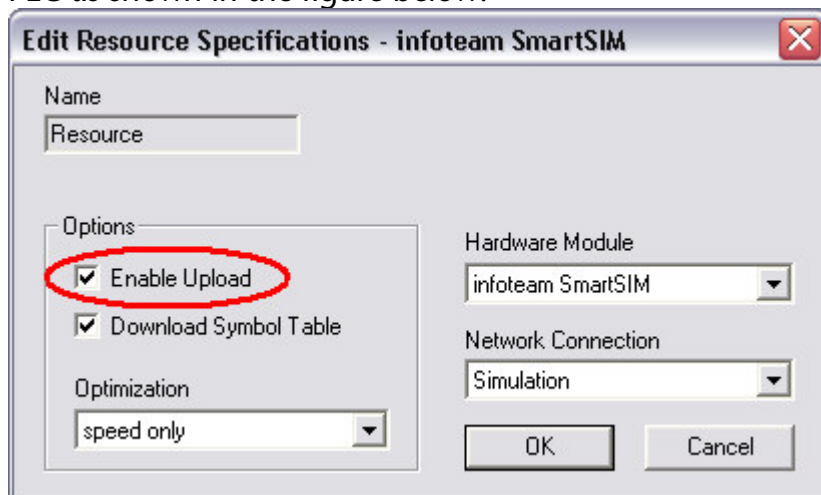 Edit Resource Specifications - infoteam SmartSIM
Name
Resource
Options
Enable Upload
Download Symbol Table
Optimization
speed only
Hardware Module
infoteam SmartSIM
Network Connection
Simulation
OK
Cancel